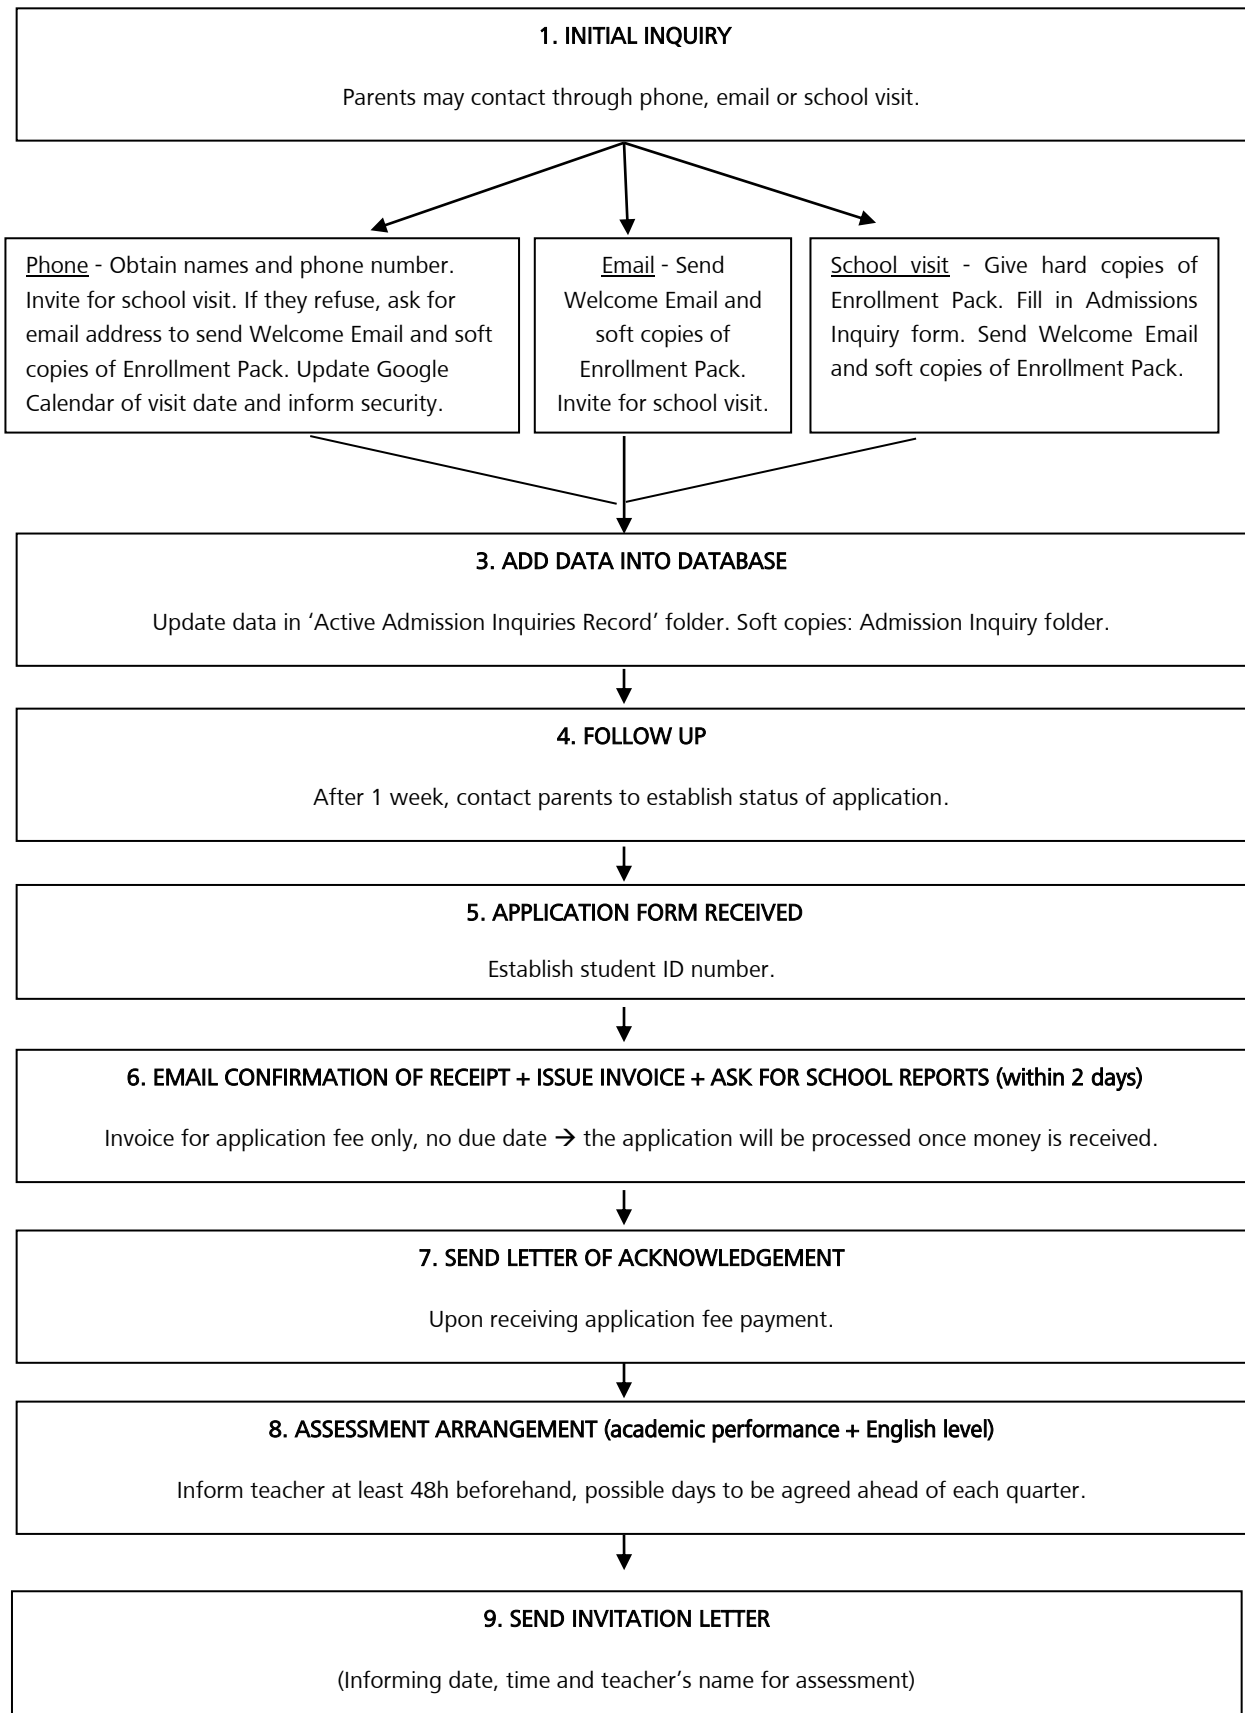 1. INITIAL INQUIRY
Parents may contact through phone, email or school visit.
Phone - Obtain names and phone number.
Invite for school visit. If they refuse, ask for
email address to send Welcome Email and soft
copies of Enrollment Pack. Update Google
Calendar of visit date and inform security.
Email - Send
Welcome Email and
soft copies of
Enrollment Pack.
Invite for school visit.
School visit - Give hard copies of
Enrollment Pack. Fill in Admissions
Inquiry form. Send Welcome Email
and soft copies of Enrollment Pack.
3. ADD DATA INTO DATABASE
Update data in ‘Active Admission Inquiries Record’ folder. Soft copies: Admission Inquiry folder.
4. FOLLOW UP
After 1 week, contact parents to establish status of application.
5. APPLICATION FORM RECEIVED
Establish student ID number.
6. EMAIL CONFIRMATION OF RECEIPT + ISSUE INVOICE + ASK FOR SCHOOL REPORTS (within 2 days)
Invoice for application fee only, no due date → the application will be processed once money is received.
7. SEND LETTER OF ACKNOWLEDGEMENT
Upon receiving application fee payment.
8. ASSESSMENT ARRANGEMENT (academic performance + English level)
Inform teacher at least 48h beforehand, possible days to be agreed ahead of each quarter.
9. SEND INVITATION LETTER
(Informing date, time and teacher’s name for assessment)